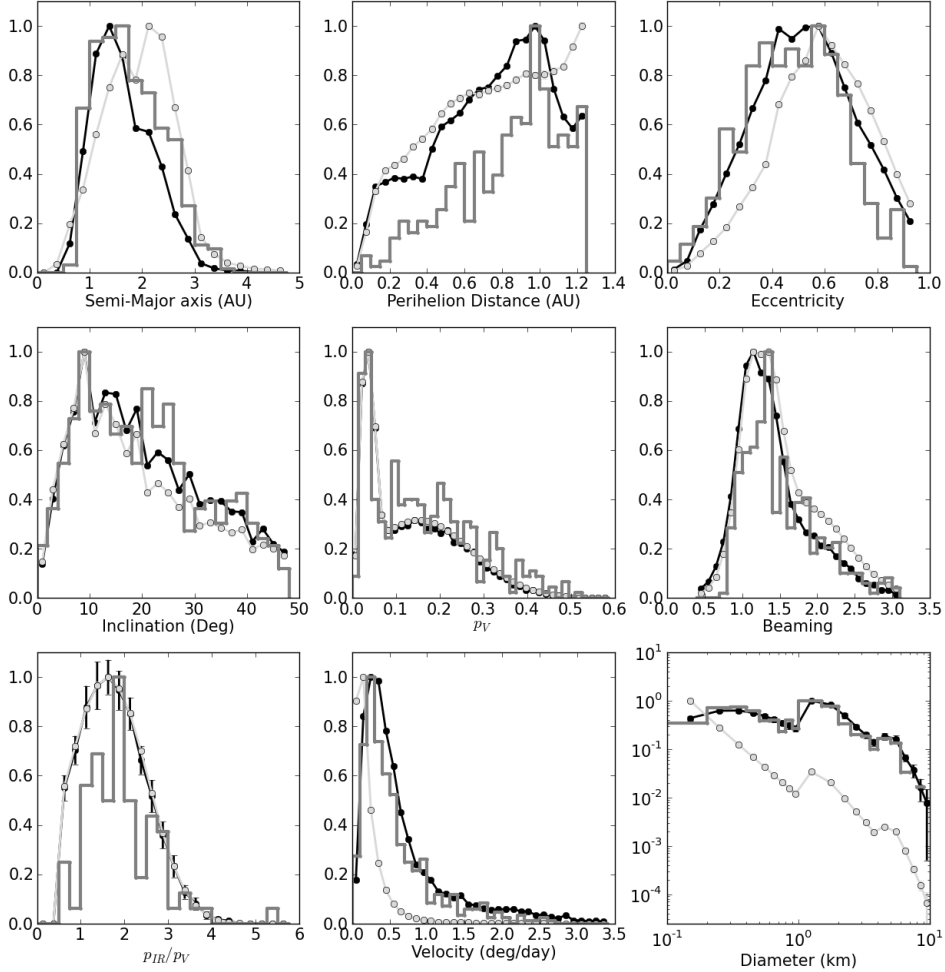 1.0 1.0 1.0
0.8 0.8 0.8
0.6 0.6 0.6
0.4 0.4 0.4
0.2 0.2 0.2
0.0 0.0 0.0
0 1 2 3 4 5 0.0 0.2 0.4 0.6 0.8 1.0 1.2 1.4 0.0 0.2 0.4 0.6 0.8 1.0
Semi-Major axis (AU) Perihelion Distance (AU) Eccentricity
1.0 1.0 1.0
0.8 0.8 0.8
0.6 0.6 0.6
0.4 0.4 0.4
0.2 0.2 0.2
0.0 0.0 0.0
0 10 20 30 40 50 0.0 0.1 0.2 0.3 0.4 0.5 0.6 0.0 0.5 1.0 1.5 2.0 2.5 3.0 3.5
Inclination (Deg) p_V Beaming
1.0 1.0 10^1
0.8 0.8 10^0
0.6 0.6 10^-1
0.4 0.4 10^-2
0.2 0.2 10^-3
0.0 0.0 10^-4
0 1 2 3 4 5 6 0.0 0.5 1.0 1.5 2.0 2.5 3.0 3.5 10^-1 10^0 10^1
p_IR/p_V Velocity (deg/day) Diameter (km)